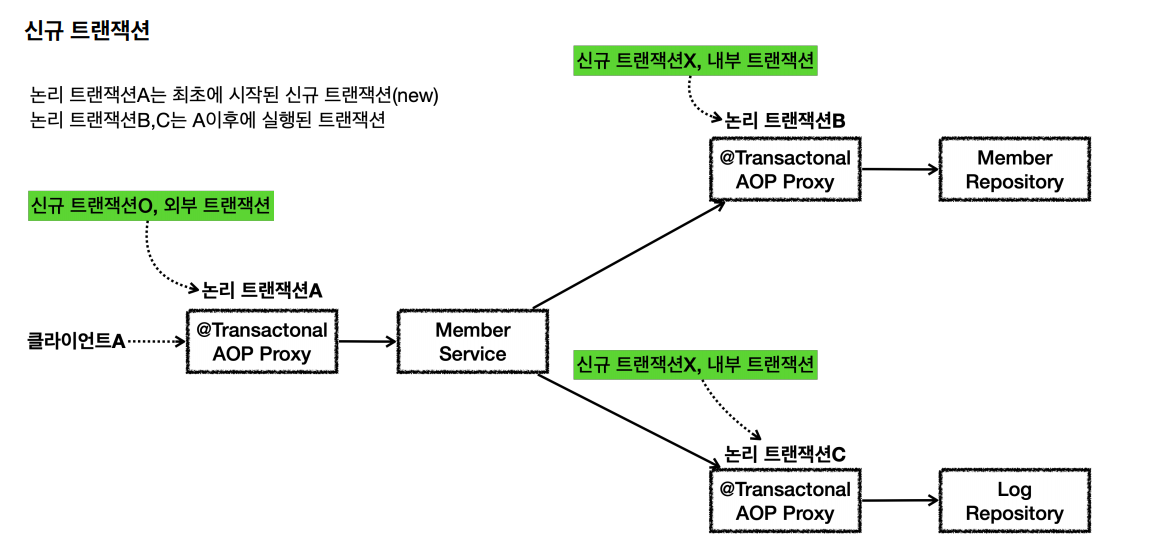 신규 트랜잭션
논리 트랜잭션A는 최초에 시작된 신규 트랜잭션(new)
논리 트랜잭션B,C는 A이후에 실행된 트랜잭션
신규 트랜잭션O, 외부 트랜잭션
논리 트랜잭션A
클라이언트A
@Transactonal
AOP Proxy
Member
Service
신규 트랜잭션X, 내부 트랜잭션
논리 트랜잭션B
@Transactonal
AOP Proxy
Member
Repository
신규 트랜잭션X, 내부 트랜잭션
논리 트랜잭션C
@Transactonal
AOP Proxy
Log
Repository